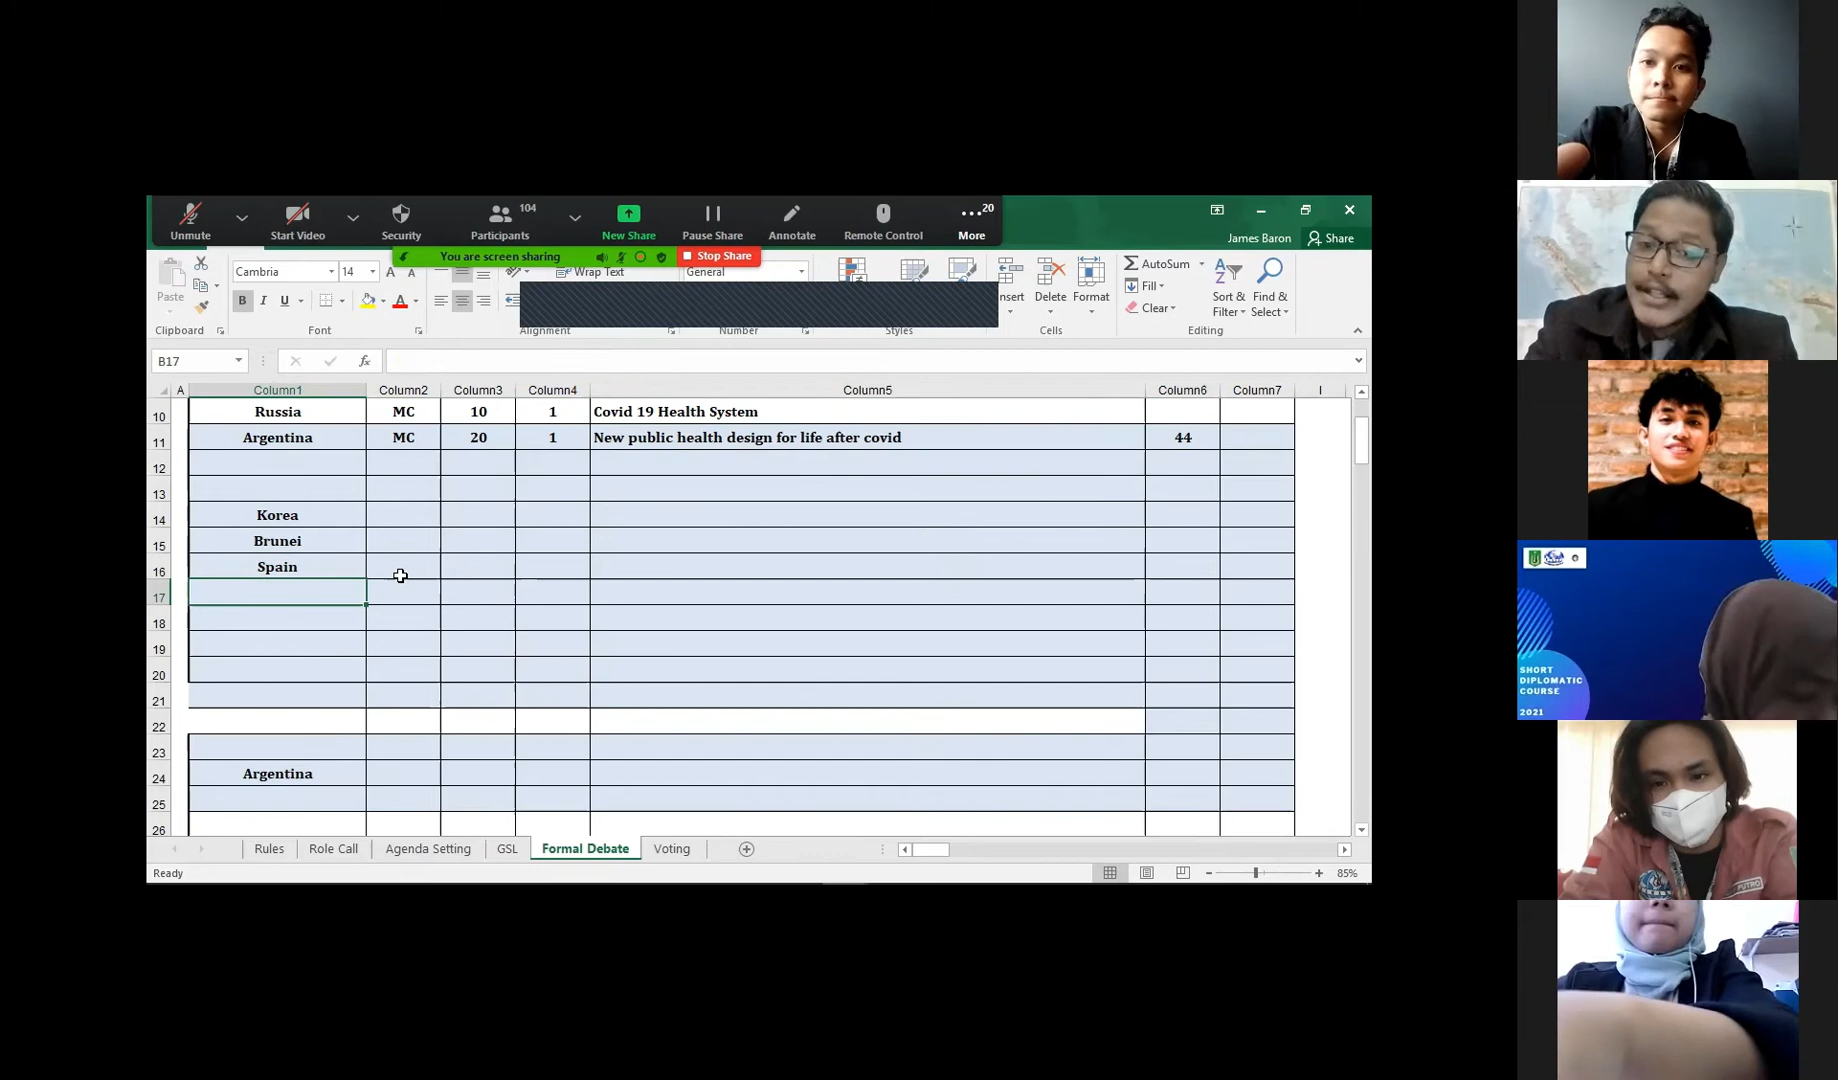 104
20
Unmute Start Video Security Participants New Share Pause Share Annotate Remote Control More
You are screen sharing Stop Share
James Baron Share
Paste
Cambria 14 A A
Wrap Text
General
B I U A
Clipboard Font Alignment Number Styles
nsert Delete Format
Cells
AutoSum
Fill
Clear
Sort &
Filter
Find &
Select
Editing
B17 fx
A Column1 Column2 Column3 Column4 Column5 Column6 Column7 I
10 Russia MC 10 1 Covid 19 Health System
11 Argentina MC 20 1 New public health design for life after covid 44
12
13
14 Korea
15 Brunei
16 Spain
17
18
19
20
21
22
23
24 Argentina
25
26
Rules Role Call Agenda Setting GSL Formal Debate Voting
Ready 85%
SHORT
DIPLOMATIC
COURSE
2021
PUTRO